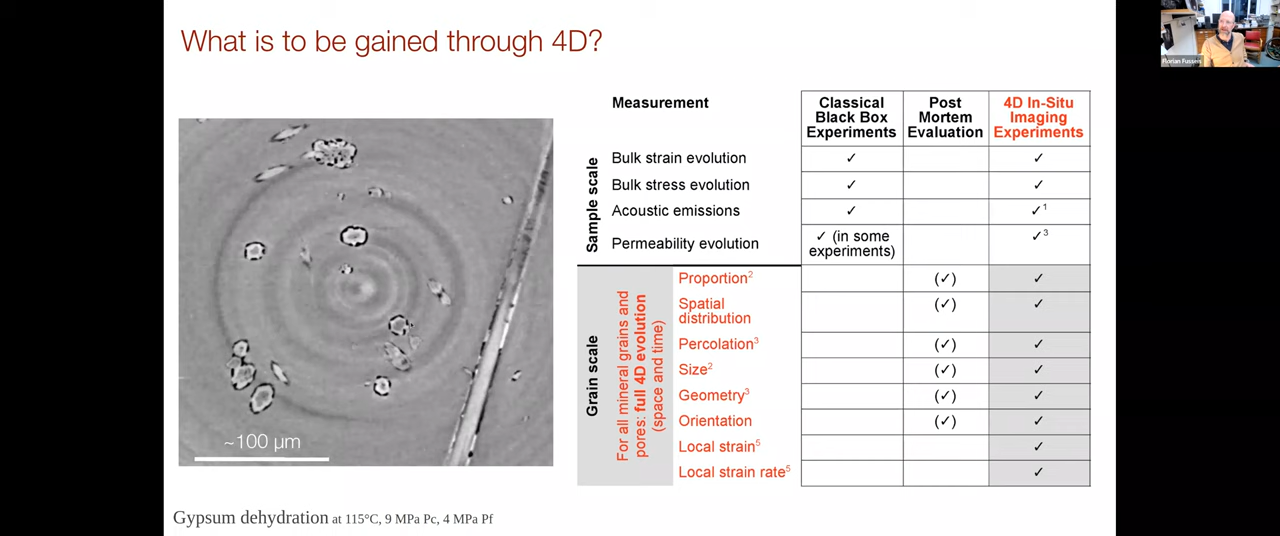 What is to be gained through 4D?
Florian Fusseis
~100 µm
Gypsum dehydration at 115°C, 9 MPa Pc, 4 MPa Pf
Measurement
Classical
Black Box
Experiments
Post
Mortem
Evaluation
4D In-Situ
Imaging
Experiments
Sample scale
Bulk strain evolution ✓ ✓
Bulk stress evolution ✓ ✓
Acoustic emissions ✓ ✓1
Permeability evolution ✓ (in some
experiments) ✓3
Grain scale
For all mineral grains and
pores: full 4D evolution
(space and time)
Proportion2 (✓) ✓
Spatial
distribution (✓) ✓
Percolation3 (✓) ✓
Size2 (✓) ✓
Geometry3 (✓) ✓
Orientation (✓) ✓
Local strain5 ✓
Local strain rate5 ✓